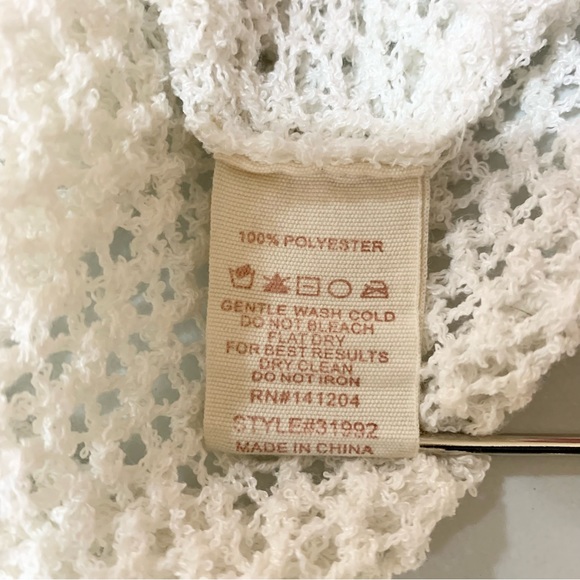 100% POLYESTER
GENTLE WASH COLD
DO NOT BLEACH
FLAT DRY
FOR BEST RESULTS
DRY CLEAN
DO NOT IRON
RN#141204
STYLE#31992
MADE IN CHINA